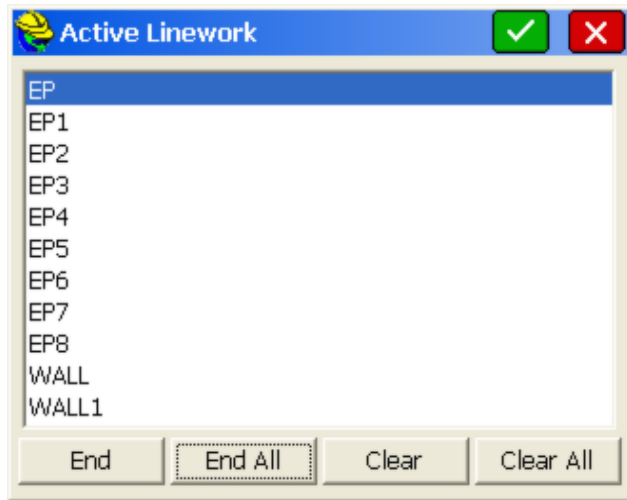 Active Linework
EP
EP1
EP2
EP3
EP4
EP5
EP6
EP7
EP8
WALL
WALL1
End End All Clear Clear All